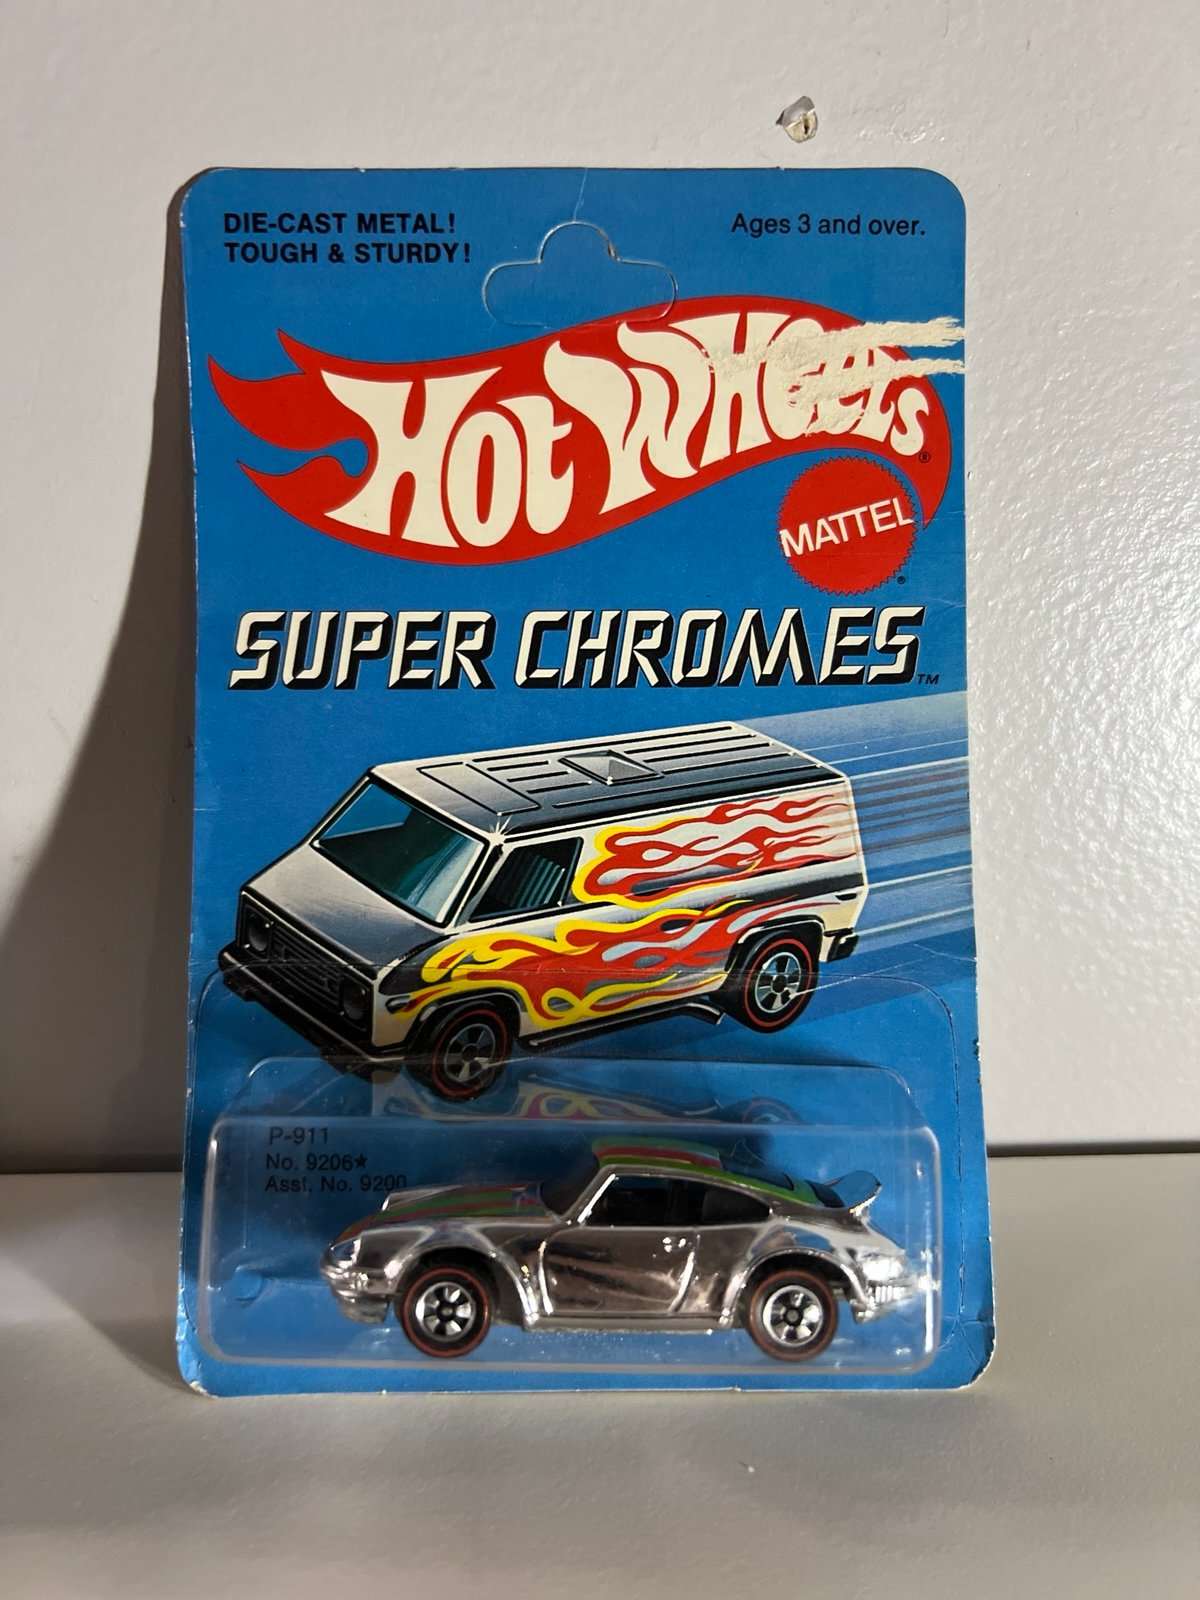 DIE-CAST METAL!
TOUGH & STURDY!
Ages 3 and over.
HOT WHEELS®
MATTEL®
SUPER CHROMES™
P-911
No. 9206★
Asst. No. 9200